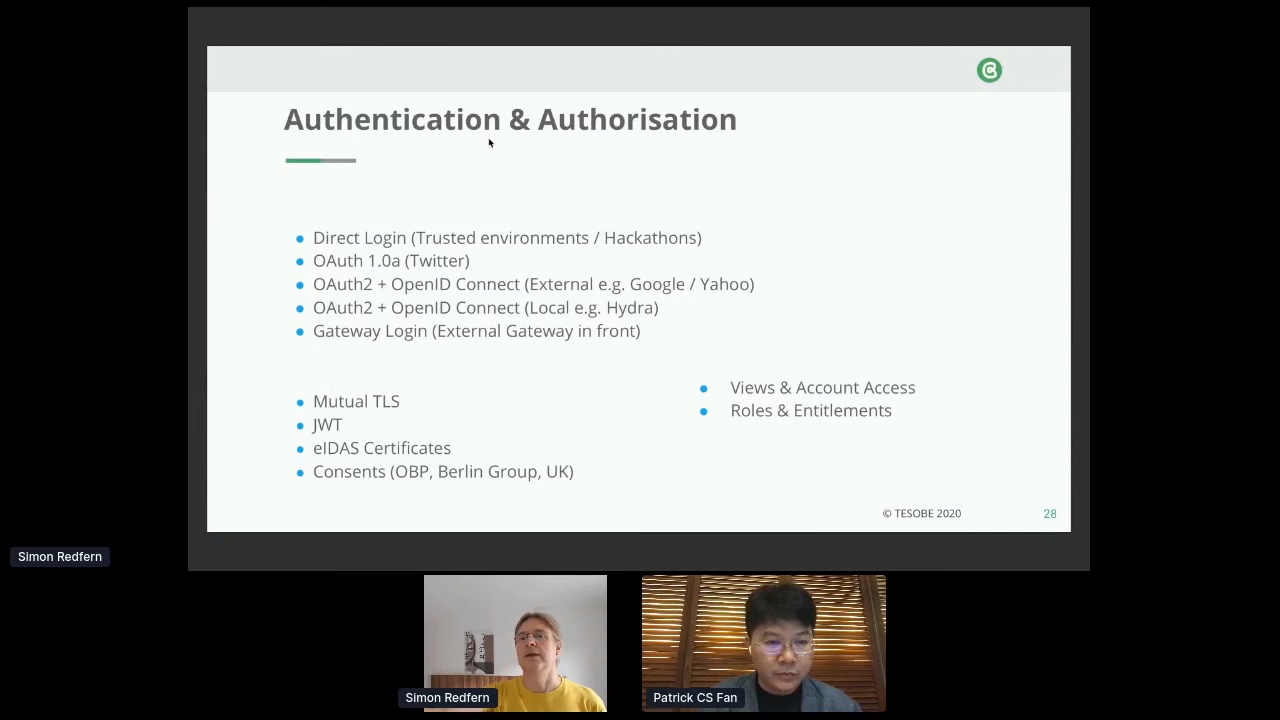 Authentication & Authorisation
Direct Login (Trusted environments / Hackathons)
OAuth 1.0a (Twitter)
OAuth2 + OpenID Connect (External e.g. Google / Yahoo)
OAuth2 + OpenID Connect (Local e.g. Hydra)
Gateway Login (External Gateway in front)
Mutual TLS
JWT
eIDAS Certificates
Consents (OBP, Berlin Group, UK)
Views & Account Access
Roles & Entitlements
© TESOBE 2020
28
Simon Redfern
Simon Redfern
Patrick CS Fan